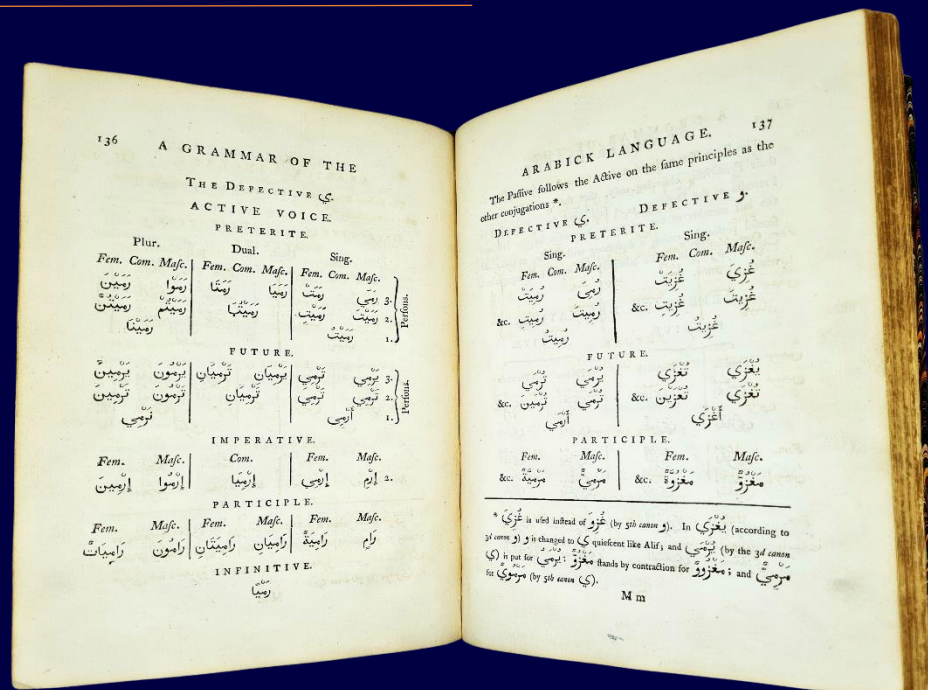 136
A GRAMMAR OF THE
THE DEFECTIVE ي.
ACTIVE VOICE.
PRETERITE.
Plur. Dual. Sing.
Fem. Com. Masc. Fem. Com. Masc. Fem. Com. Masc.
رَمَيْنَ رَمَوْا رَمَتَا رَمَيَا رَمَتْ رَمَي 3.
رَمَيْتُنَّ رَمَيْتُمْ رَمَيْتُمَا رَمَيْتِ رَمَيْتَ 2.
رَمَيْنَا رَمَيْتُ 1.
Persons.
FUTURE.
يَرْمِينَ يَرْمُونَ تَرْمِيَانِ يَرْمِيَانِ تَرْمِي يَرْمِي 3.
تَرْمِينَ تَرْمُونَ تَرْمِيَانِ تَرْمِي 2.
نَرْمِي أَرْمِي 1.
Persons.
IMPERATIVE.
Fem. Masc. Com. Fem. Masc.
إِرْمِينَ إِرْمُوا إِرْمِيَا إِرْمِي إِرْمِ 2.
PARTICIPLE.
Fem. Masc. Fem. Masc. Fem. Masc.
رَامِيَاتٌ رَامُونَ رَامِيَتَانِ رَامِيَانِ رَامِيَةٌ رَامٍ
INFINITIVE.
رَمْيًا
ARABICK LANGUAGE. 137
The Passive follows the Active on the same principles as the
other conjugations *.
DEFECTIVE ي. DEFECTIVE و.
PRETERITE.
Sing. Sing.
Fem. Com. Masc. Fem. Com. Masc.
رُمِيَتْ رُمِيَ غُزِيَتْ غُزِيَ
&c. رُمِيتِ رُمِيتَ &c. غُزِيتِ غُزِيتَ
رُمِيتُ غُزِيتُ
FUTURE.
تُرْمَي يُرْمَي تُغْزَي يُغْزَي
&c. تُرْمَيْنَ تُرْمَي &c. تُغْزَيْنَ تُغْزَي
أُرْمَي أُغْزَي
PARTICIPLE.
Fem. Masc. Fem. Masc.
&c. مَرْمِيَّةٌ مَرْمِيٌّ &c. مَغْزُوَّةٌ مَغْزُوٌّ
* غُزِيَ is used instead of غُزِوَ (by 5th canon و). In يُغْزَي (according to
3d canon و) و is changed to ي quiescent like Alif; and يُرْمَي (by the 3d canon
ي) is put for يُرْمَيُ: مَغْزُوٌّ stands by contraction for مَغْزُووٌ; and مَرْمِيٌّ
for مَرْمُويٌ (by 5th canon ي).
M m